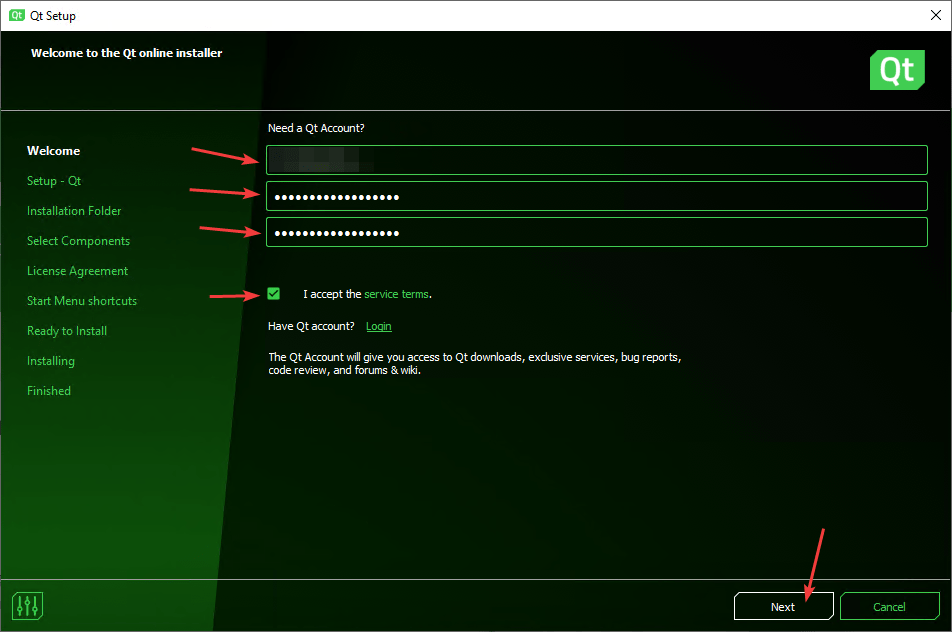 Qt Qt Setup
Welcome to the Qt online installer
Qt
Welcome
Setup - Qt
Installation Folder
Select Components
License Agreement
Start Menu shortcuts
Ready to Install
Installing
Finished
Need a Qt Account?
●●●●●●●●●●●●●●●●●●
●●●●●●●●●●●●●●●●●●
I accept the service terms.
Have Qt account? Login
The Qt Account will give you access to Qt downloads, exclusive services, bug reports,
code review, and forums & wiki.
Next
Cancel